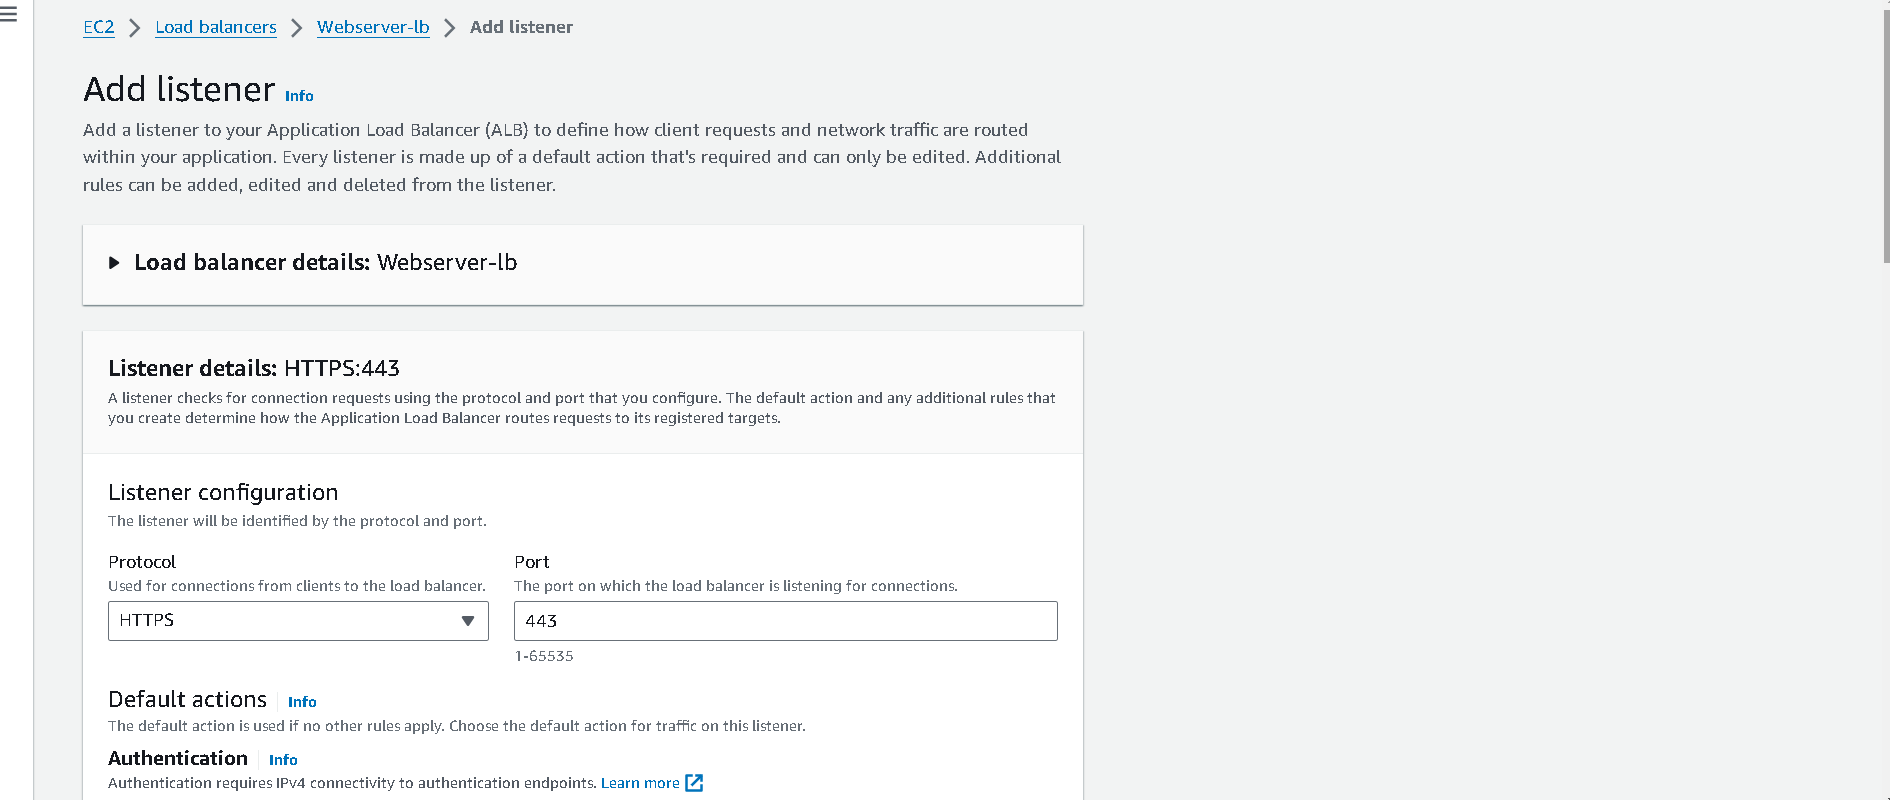 EC2 > Load balancers > Webserver-lb > Add listener
Add listener Info
Add a listener to your Application Load Balancer (ALB) to define how client requests and network traffic are routed
within your application. Every listener is made up of a default action that's required and can only be edited. Additional
rules can be added, edited and deleted from the listener.
Load balancer details: Webserver-lb
Listener details: HTTPS:443
A listener checks for connection requests using the protocol and port that you configure. The default action and any additional rules that
you create determine how the Application Load Balancer routes requests to its registered targets.
Listener configuration
The listener will be identified by the protocol and port.
Protocol
Used for connections from clients to the load balancer.
HTTPS
Port
The port on which the load balancer is listening for connections.
443
1-65535
Default actions Info
The default action is used if no other rules apply. Choose the default action for traffic on this listener.
Authentication Info
Authentication requires IPv4 connectivity to authentication endpoints. Learn more